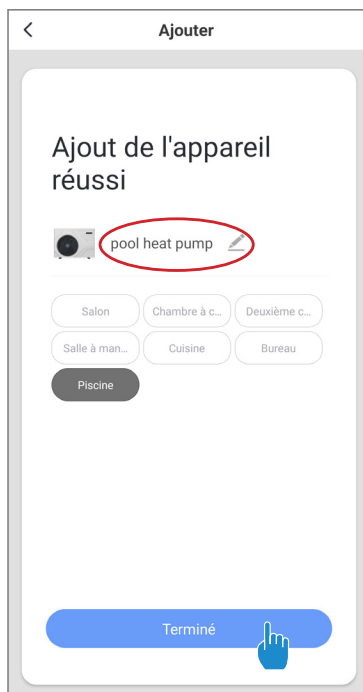 Ajouter
Ajout de l'appareil
réussi
pool heat pump
Salon
Chambre à c...
Deuxième c...
Salle à man...
Cuisine
Bureau
Piscine
Terminé